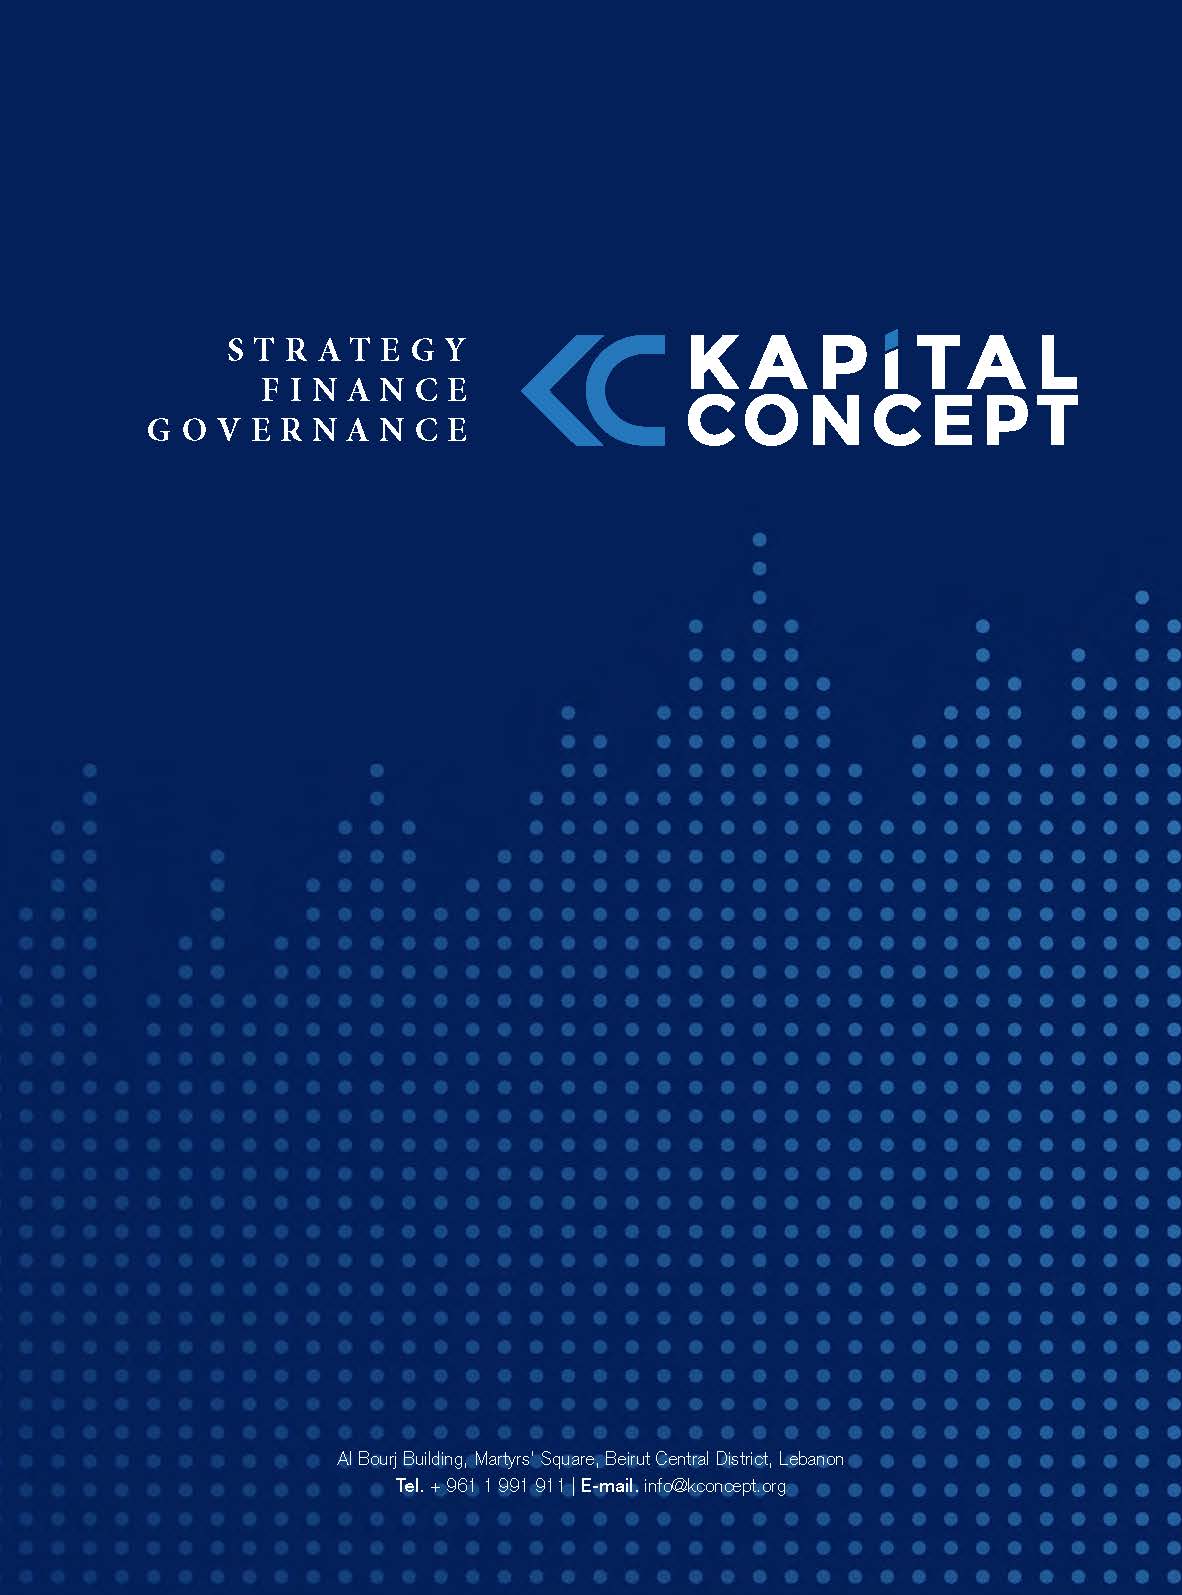 STRATEGY
FINANCE
GOVERNANCE
KC
KAPiTAL
CONCEPT
Al Bourj Building, Martyrs' Square, Beirut Central District, Lebanon
Tel. + 961 1 991 911 | E-mail. info@kconcept.org